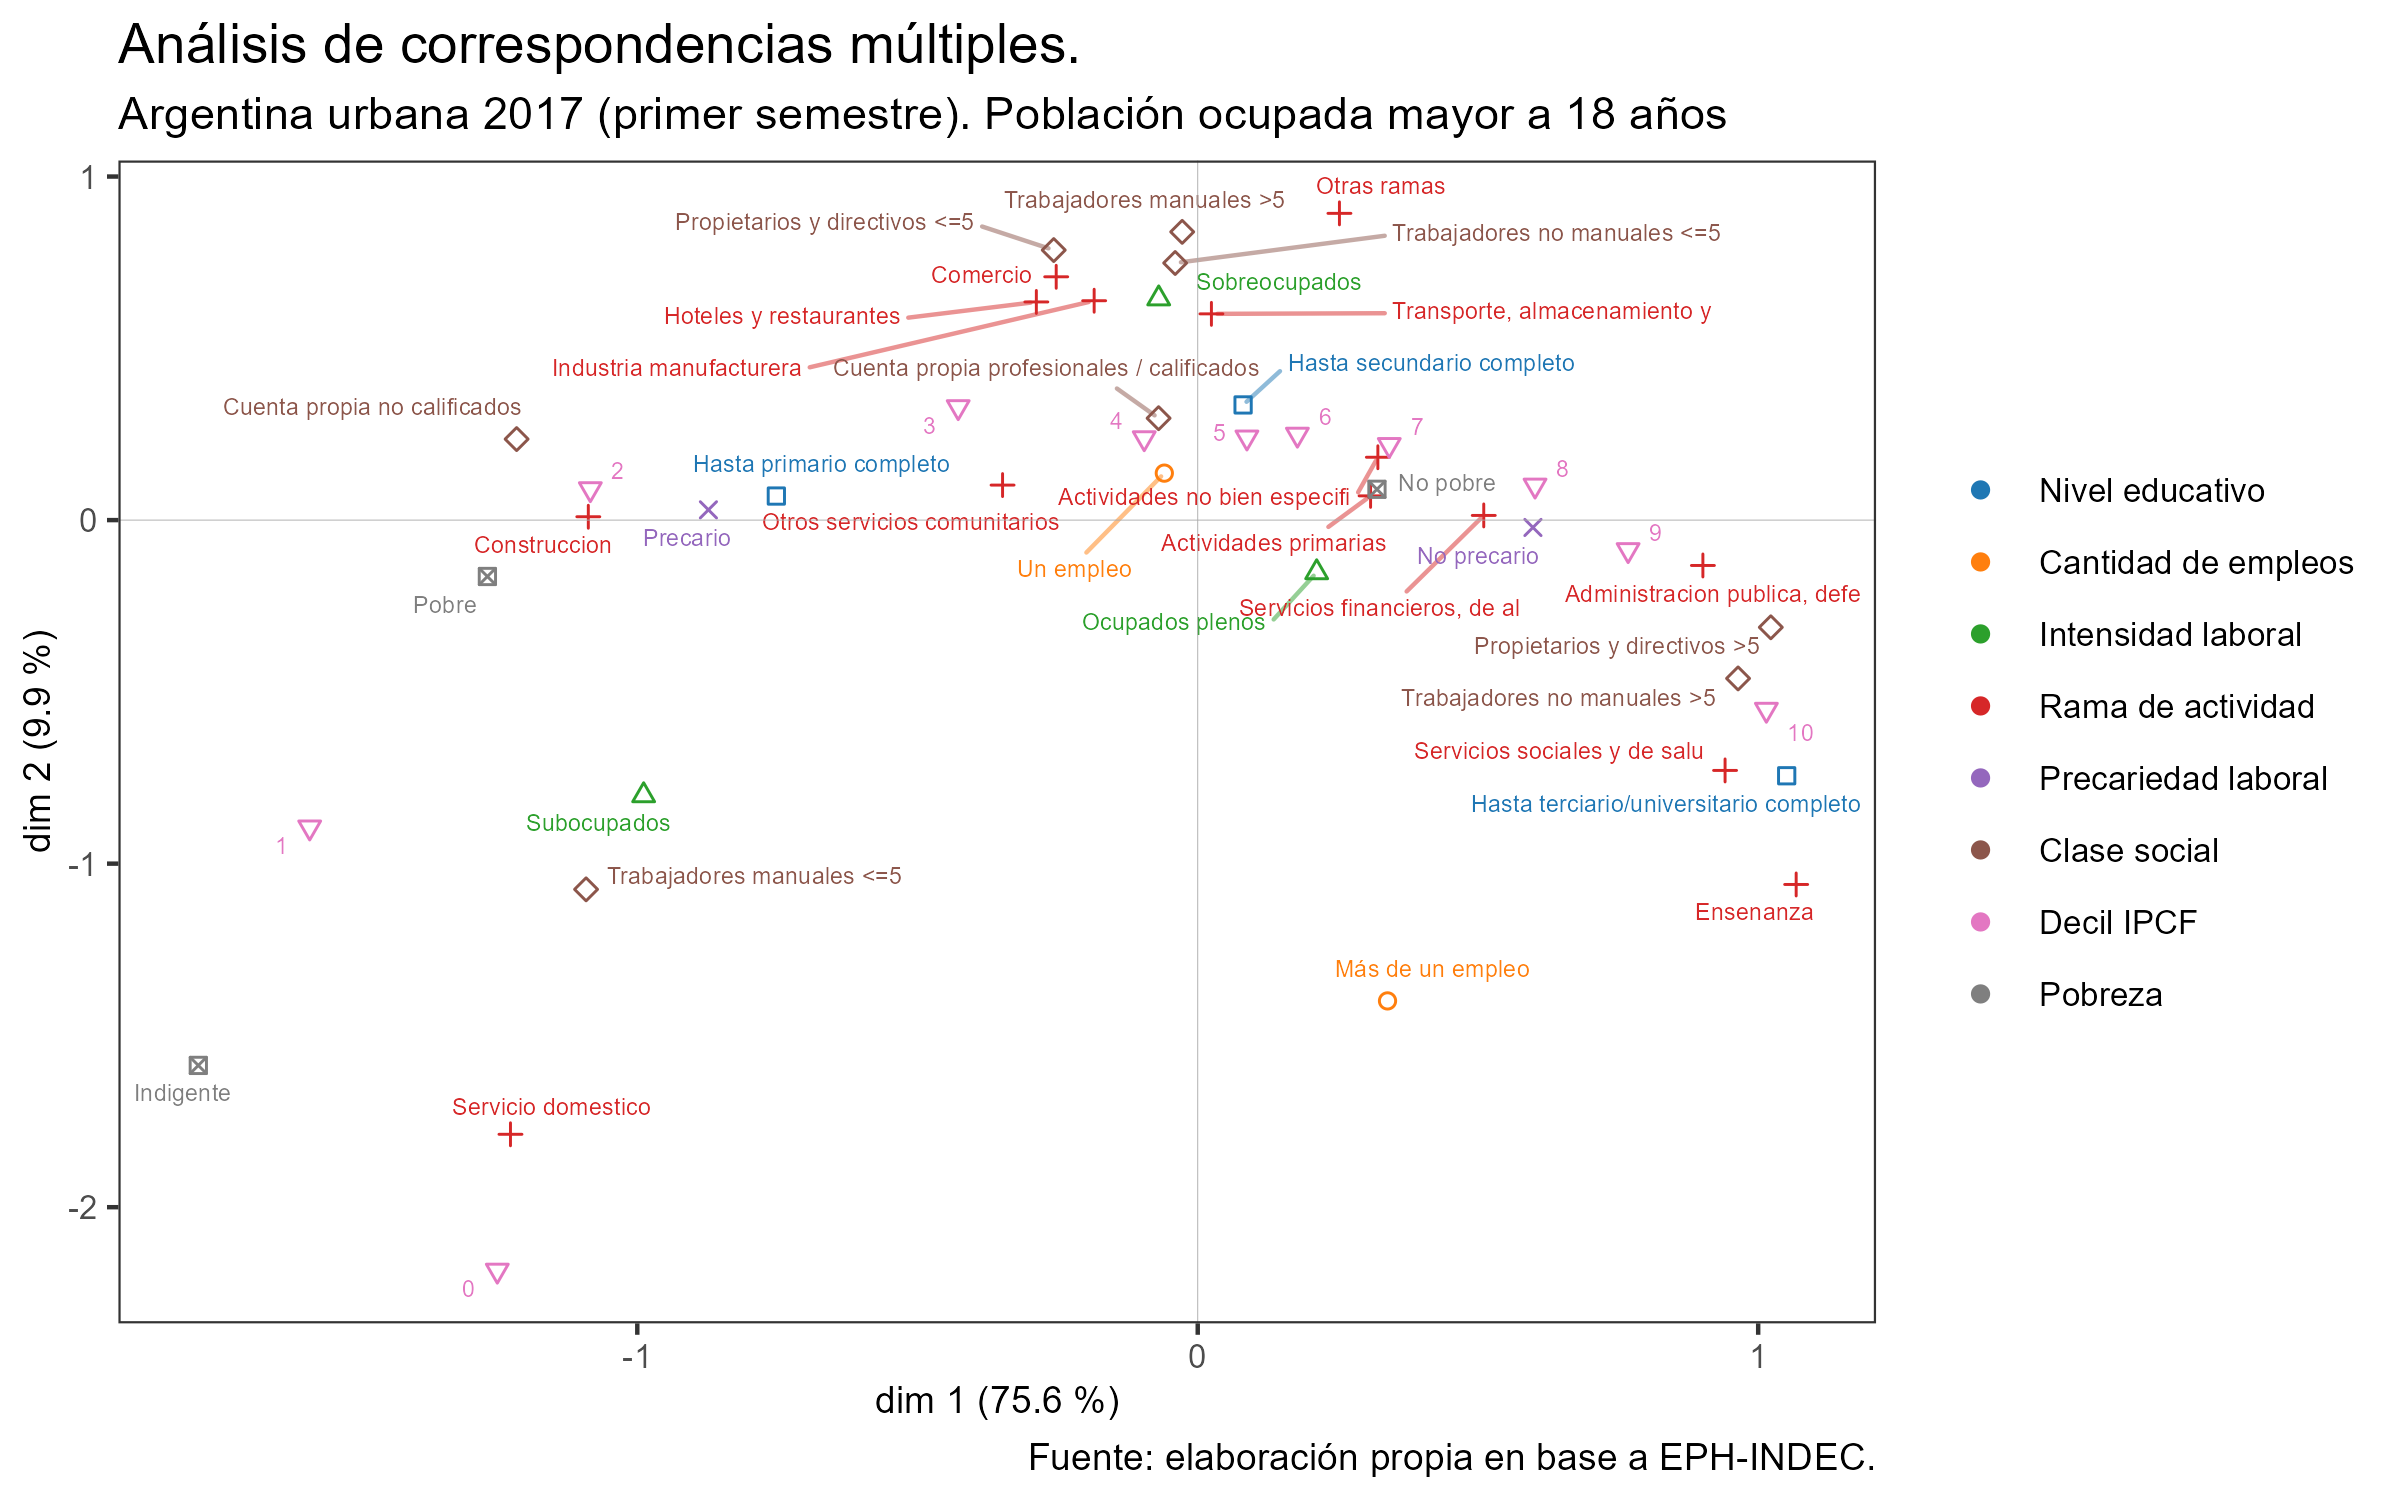 Análisis de correspondencias múltiples.
Argentina urbana 2017 (primer semestre). Población ocupada mayor a 18 años
1
0
-1
-2
dim 2 (9.9 %)
Otras ramas
Trabajadores manuales >5
Propietarios y directivos <=5
Trabajadores no manuales <=5
Comercio
Sobreocupados
Hoteles y restaurantes
Transporte, almacenamiento y
Industria manufacturera
Cuenta propia profesionales / calificados
Hasta secundario completo
Cuenta propia no calificados
3
4
5
6
7
2
Hasta primario completo
8
No pobre
Actividades no bien especifi
Otros servicios comunitarios
Construccion
Precario
Actividades primarias
No precario
9
Un empleo
Administracion publica, defe
Pobre
Servicios financieros, de al
Ocupados plenos
Propietarios y directivos >5
Trabajadores no manuales >5
10
Servicios sociales y de salu
Hasta terciario/universitario completo
Subocupados
1
Trabajadores manuales <=5
Ensenanza
Más de un empleo
Indigente
Servicio domestico
0
-1
0
1
dim 1 (75.6 %)
Nivel educativo
Cantidad de empleos
Intensidad laboral
Rama de actividad
Precariedad laboral
Clase social
Decil IPCF
Pobreza
Fuente: elaboración propia en base a EPH-INDEC.